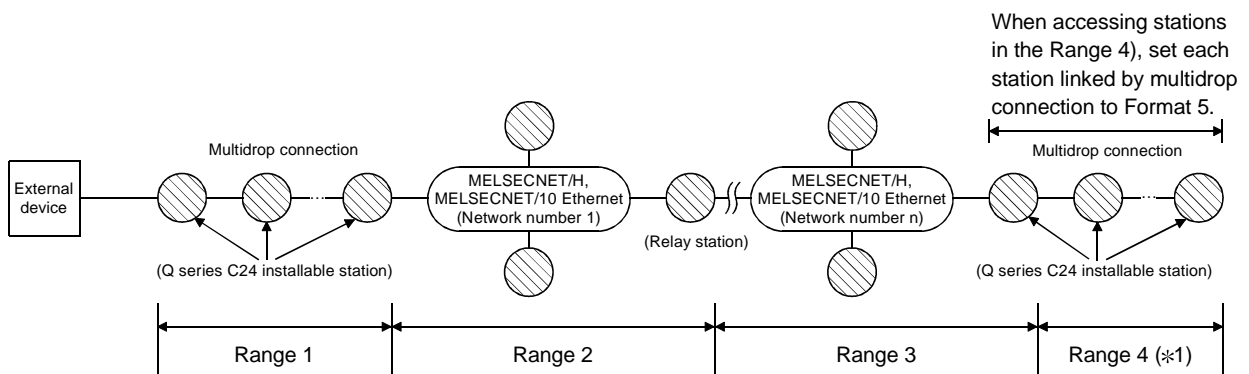 When accessing stations
in the Range 4), set each
station linked by multidrop
connection to Format 5.
Multidrop connection
Multidrop connection
External
device
MELSECNET/H,
MELSECNET/10 Ethernet
(Network number 1)
MELSECNET/H,
MELSECNET/10 Ethernet
(Network number n)
(Relay station)
(Q series C24 installable station)
(Q series C24 installable station)
Range 1
Range 2
Range 3
Range 4 (*1)